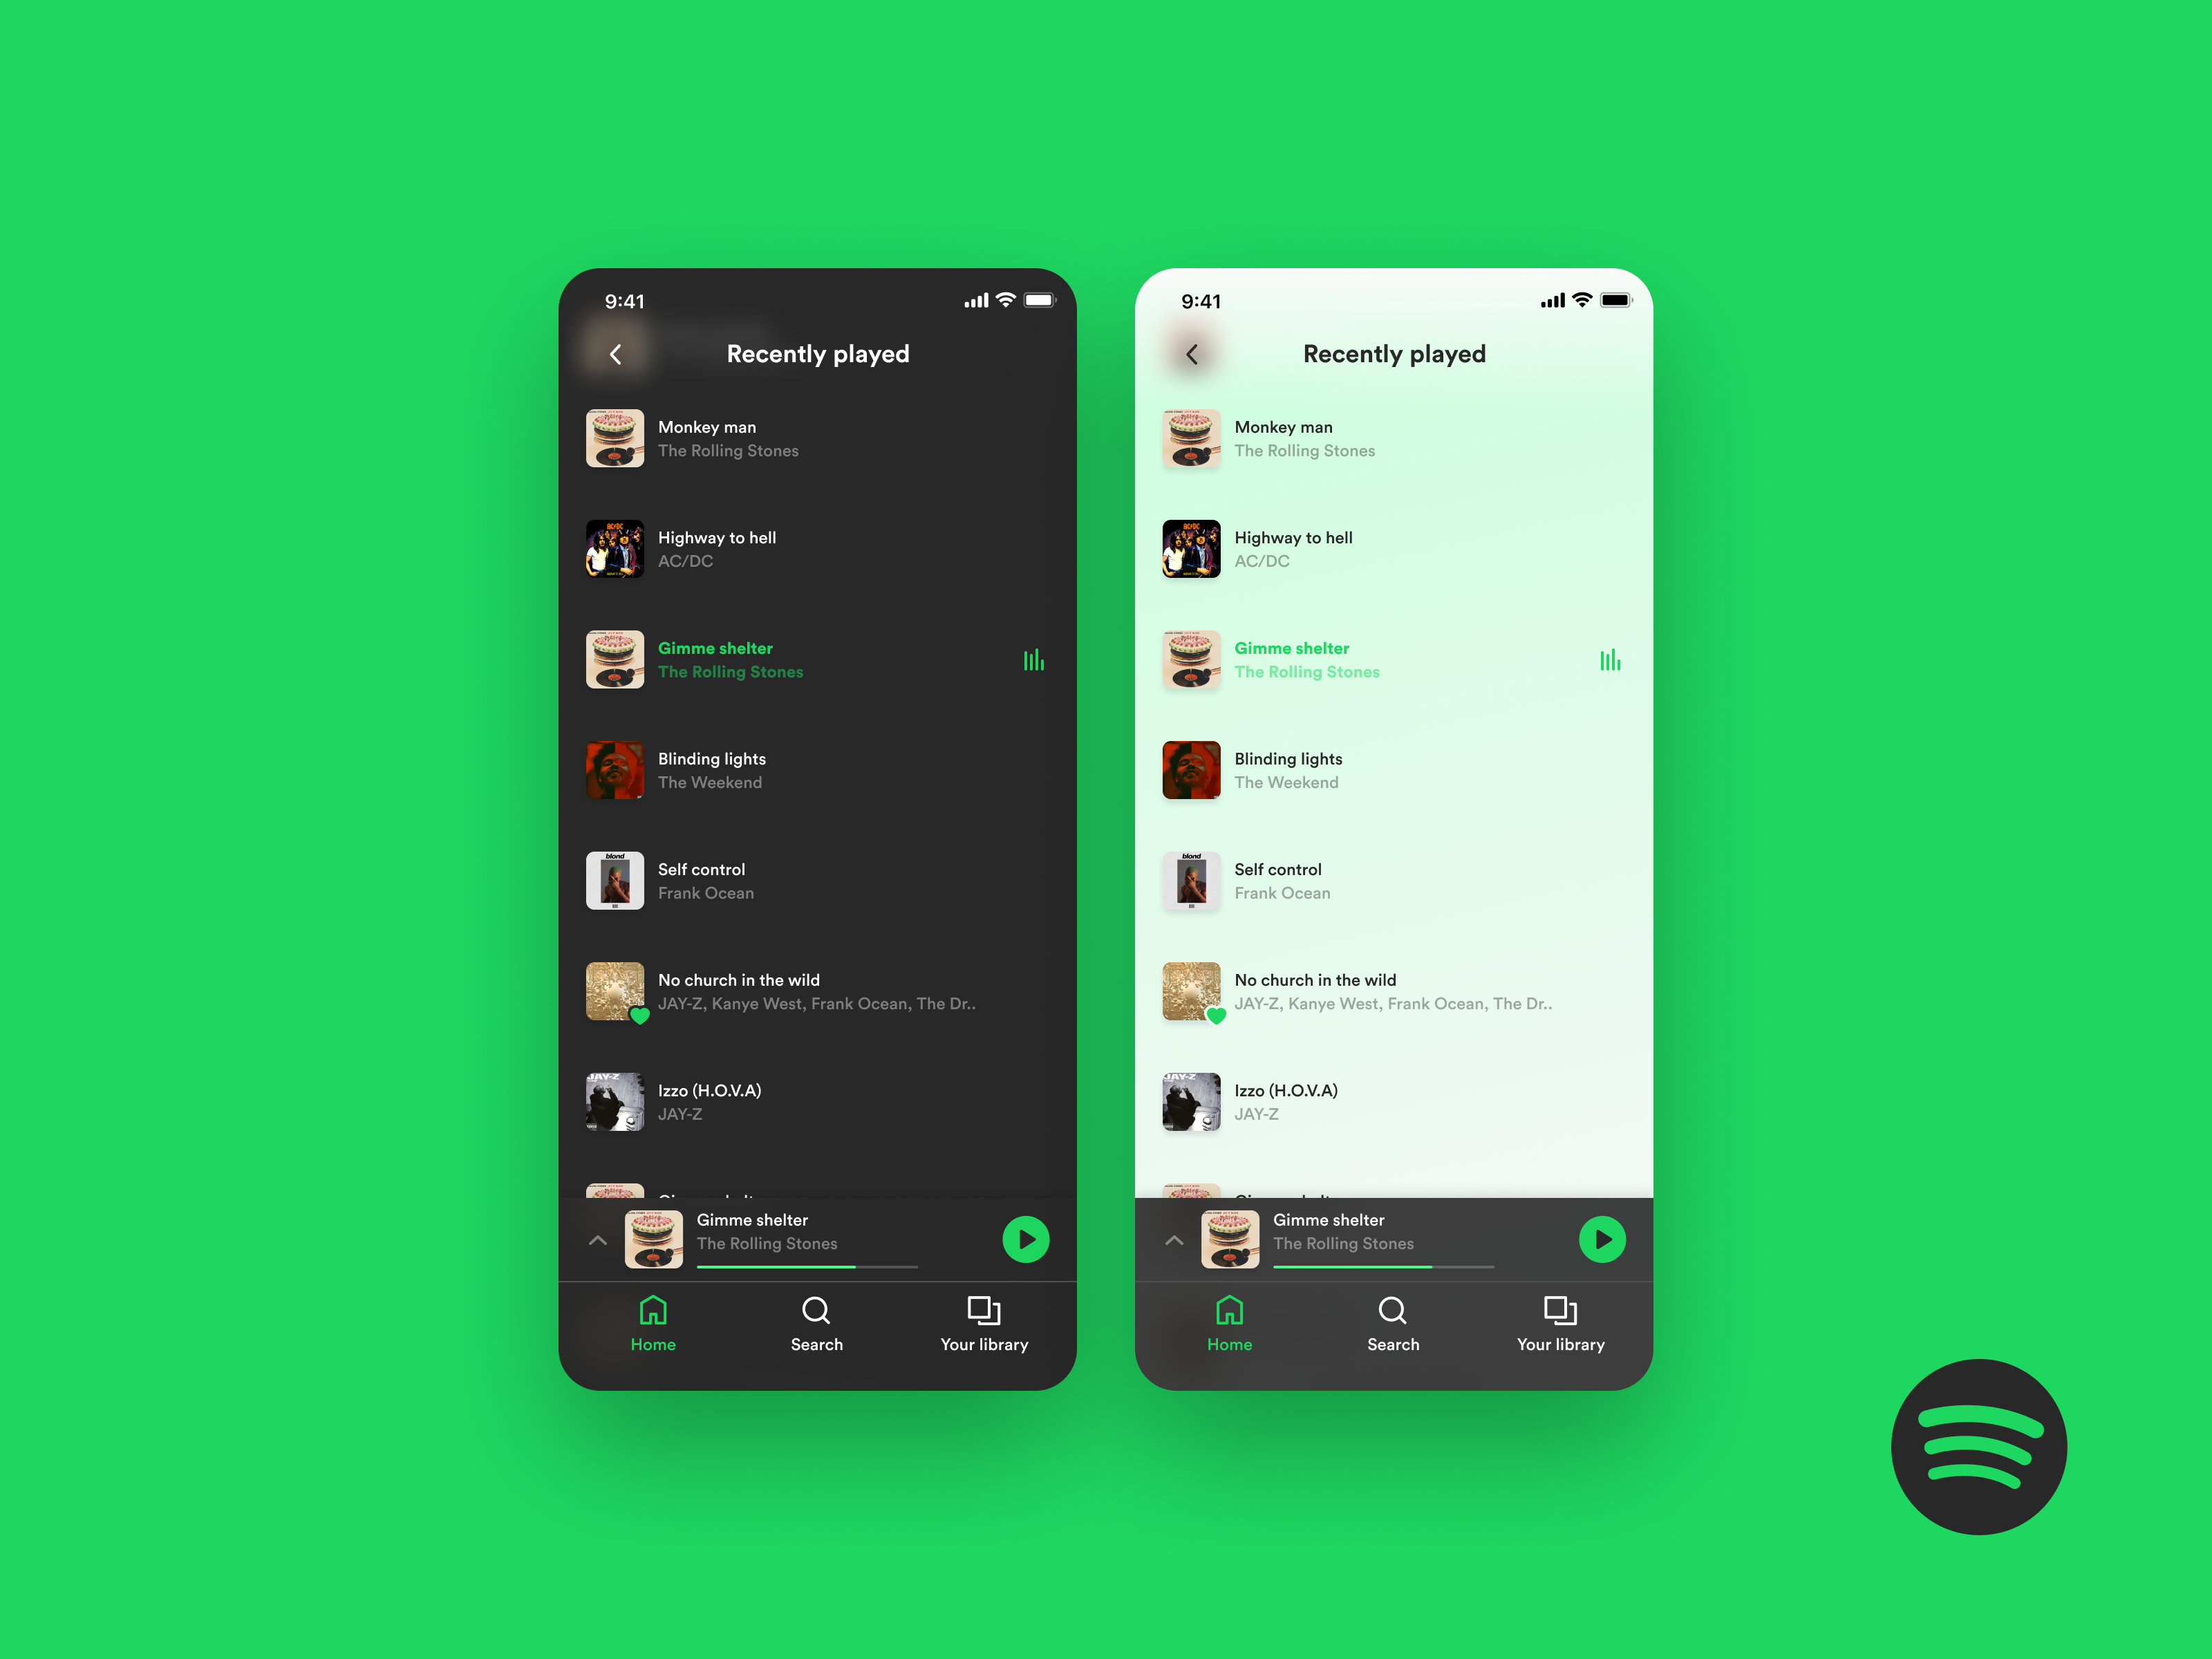 9:41
Recently played
Monkey man
The Rolling Stones
Highway to hell
AC/DC
Gimme shelter
The Rolling Stones
Blinding lights
The Weekend
blond
Self control
Frank Ocean
No church in the wild
JAY-Z, Kanye West, Frank Ocean, The Dr..
JAY-Z
Izzo (H.O.V.A)
JAY-Z
Gimme shelter
The Rolling Stones
Home
Search
Your library
9:41
Recently played
Monkey man
The Rolling Stones
Highway to hell
AC/DC
Gimme shelter
The Rolling Stones
Blinding lights
The Weekend
blond
Self control
Frank Ocean
No church in the wild
JAY-Z, Kanye West, Frank Ocean, The Dr..
JAY-Z
Izzo (H.O.V.A)
JAY-Z
Gimme shelter
The Rolling Stones
Home
Search
Your library